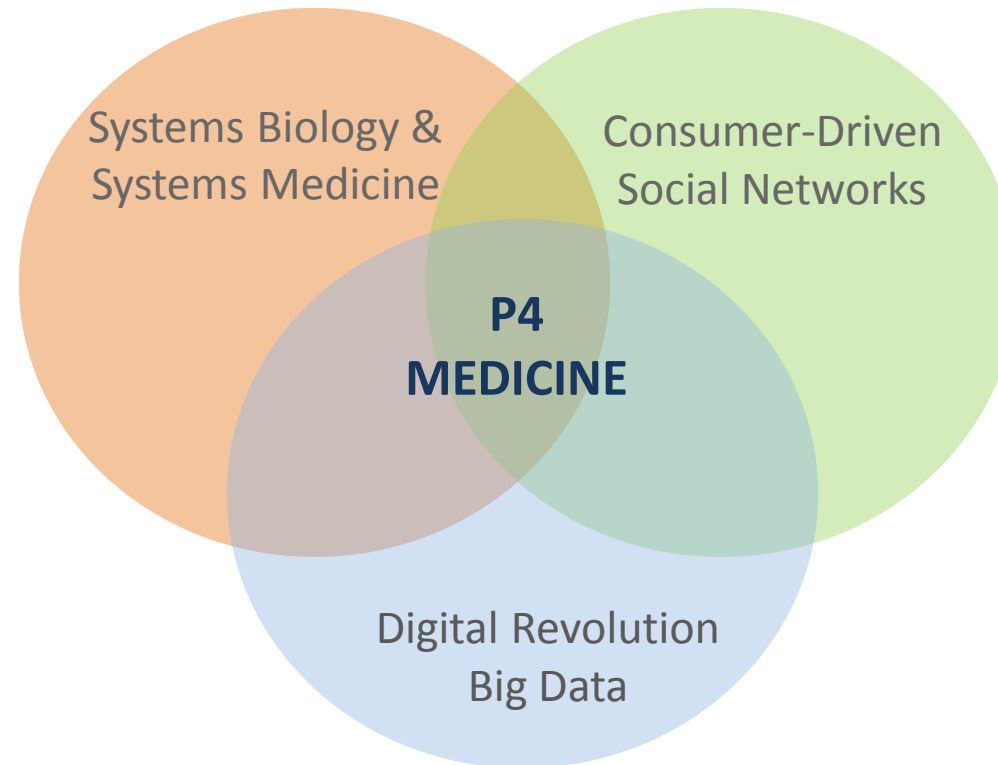 Systems Biology &
Systems Medicine
Consumer-Driven
Social Networks
P4
MEDICINE
Digital Revolution
Big Data